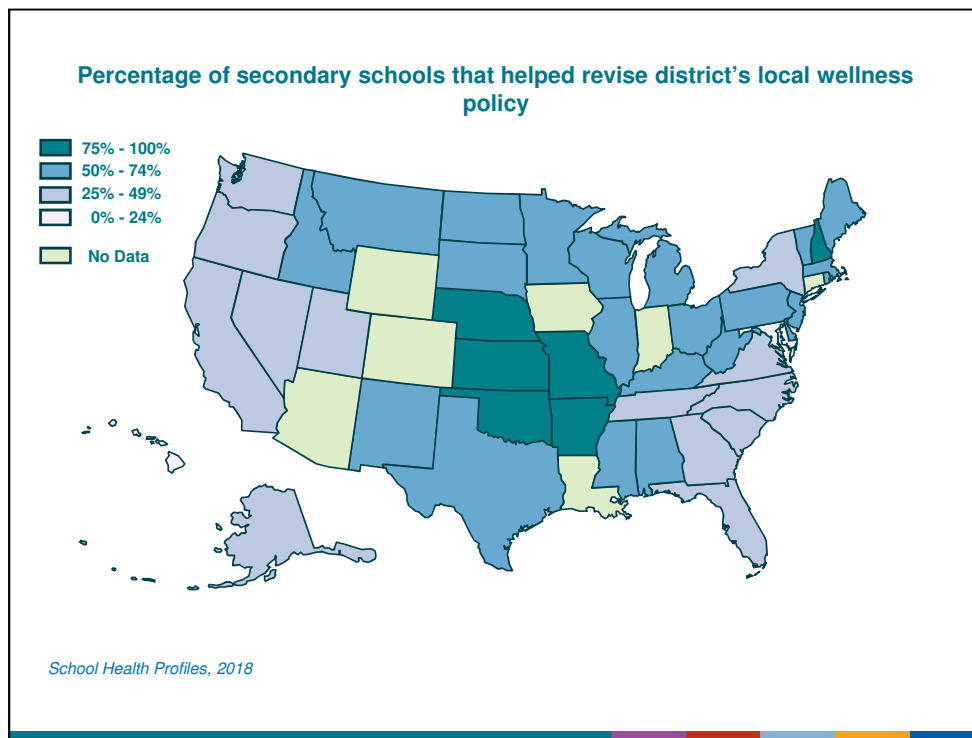 Percentage of secondary schools that helped revise district’s local wellness
policy
75% - 100%
50% - 74%
25% - 49%
0% - 24%
No Data
School Health Profiles, 2018